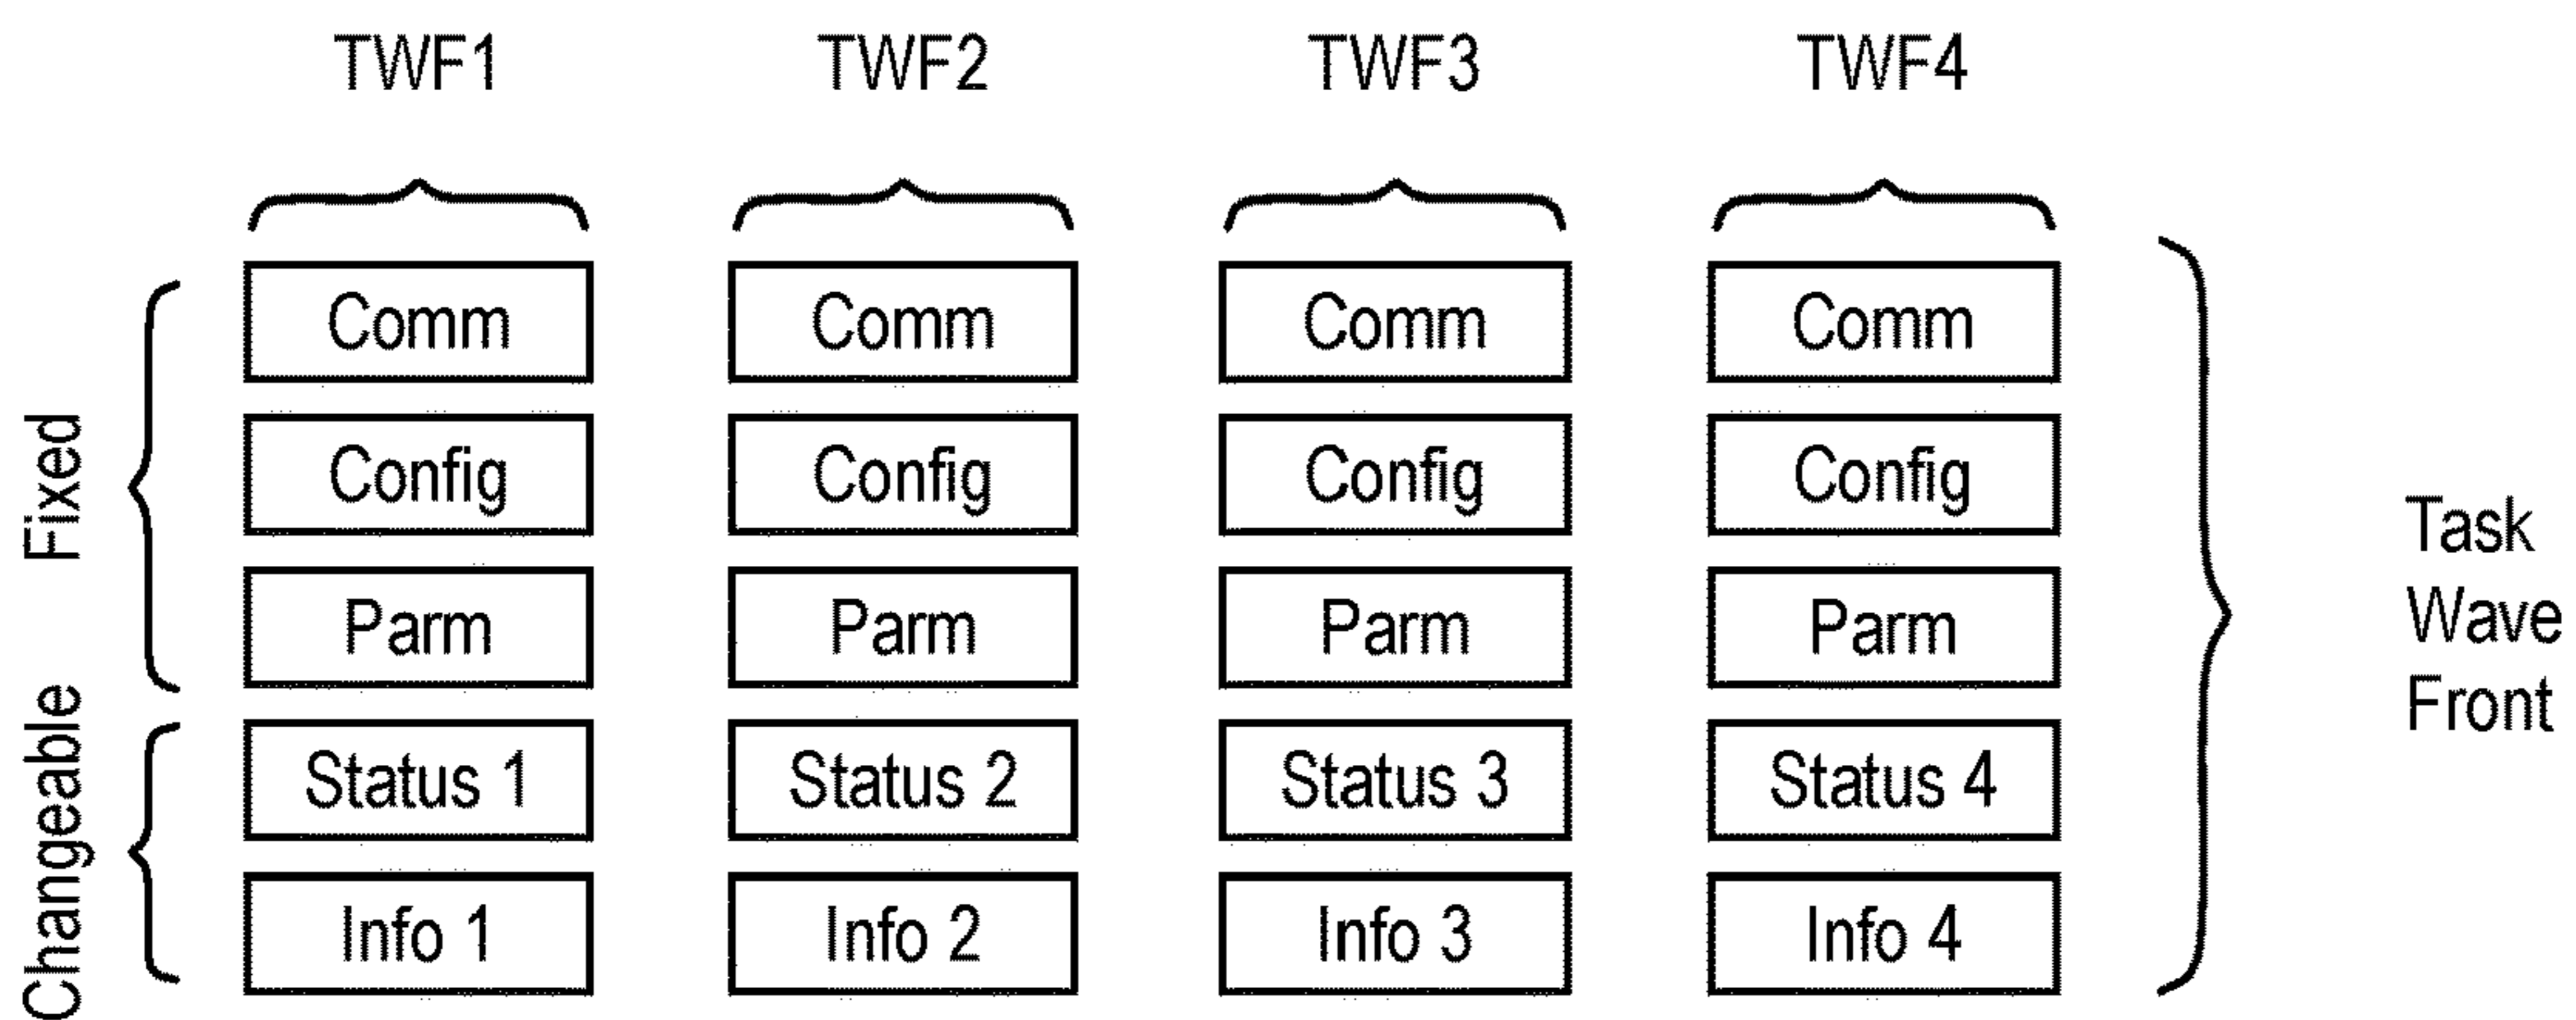 TWF1 TWF2 TWF3 TWF4
Fixed
Comm Comm Comm Comm
Config Config Config Config
Parm Parm Parm Parm
Changeable
Status 1 Status 2 Status 3 Status 4
Info 1 Info 2 Info 3 Info 4
Task
Wave
Front